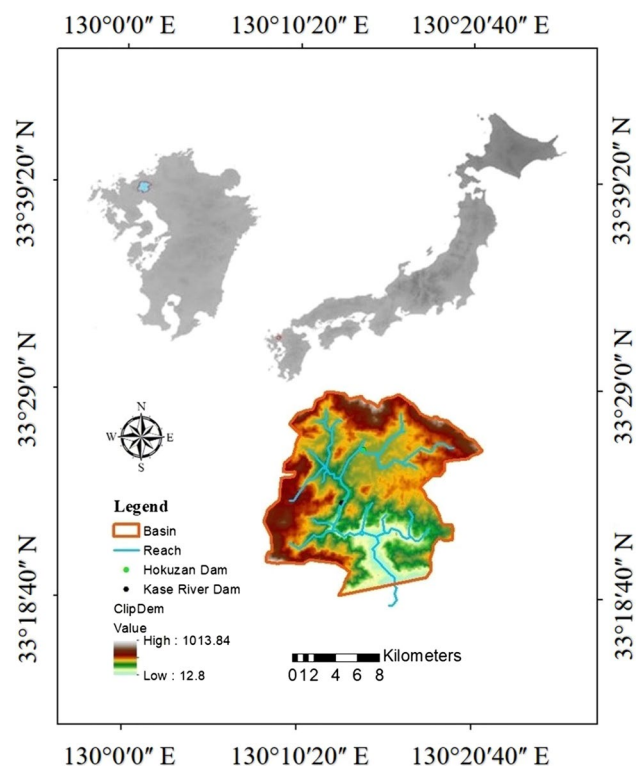 130°0′0″ E 130°10′20″ E 130°20′40″ E
33°39′20″ N 33°39′20″ N
33°29′0″ N 33°29′0″ N
33°18′40″ N 33°18′40″ N
N
W E
S
Legend
Basin
Reach
Hokuzan Dam
Kase River Dam
ClipDem
Value
High : 1013.84
Low : 12.8
Kilometers
0 1 2 4 6 8
130°0′0″ E 130°10′20″ E 130°20′40″ E